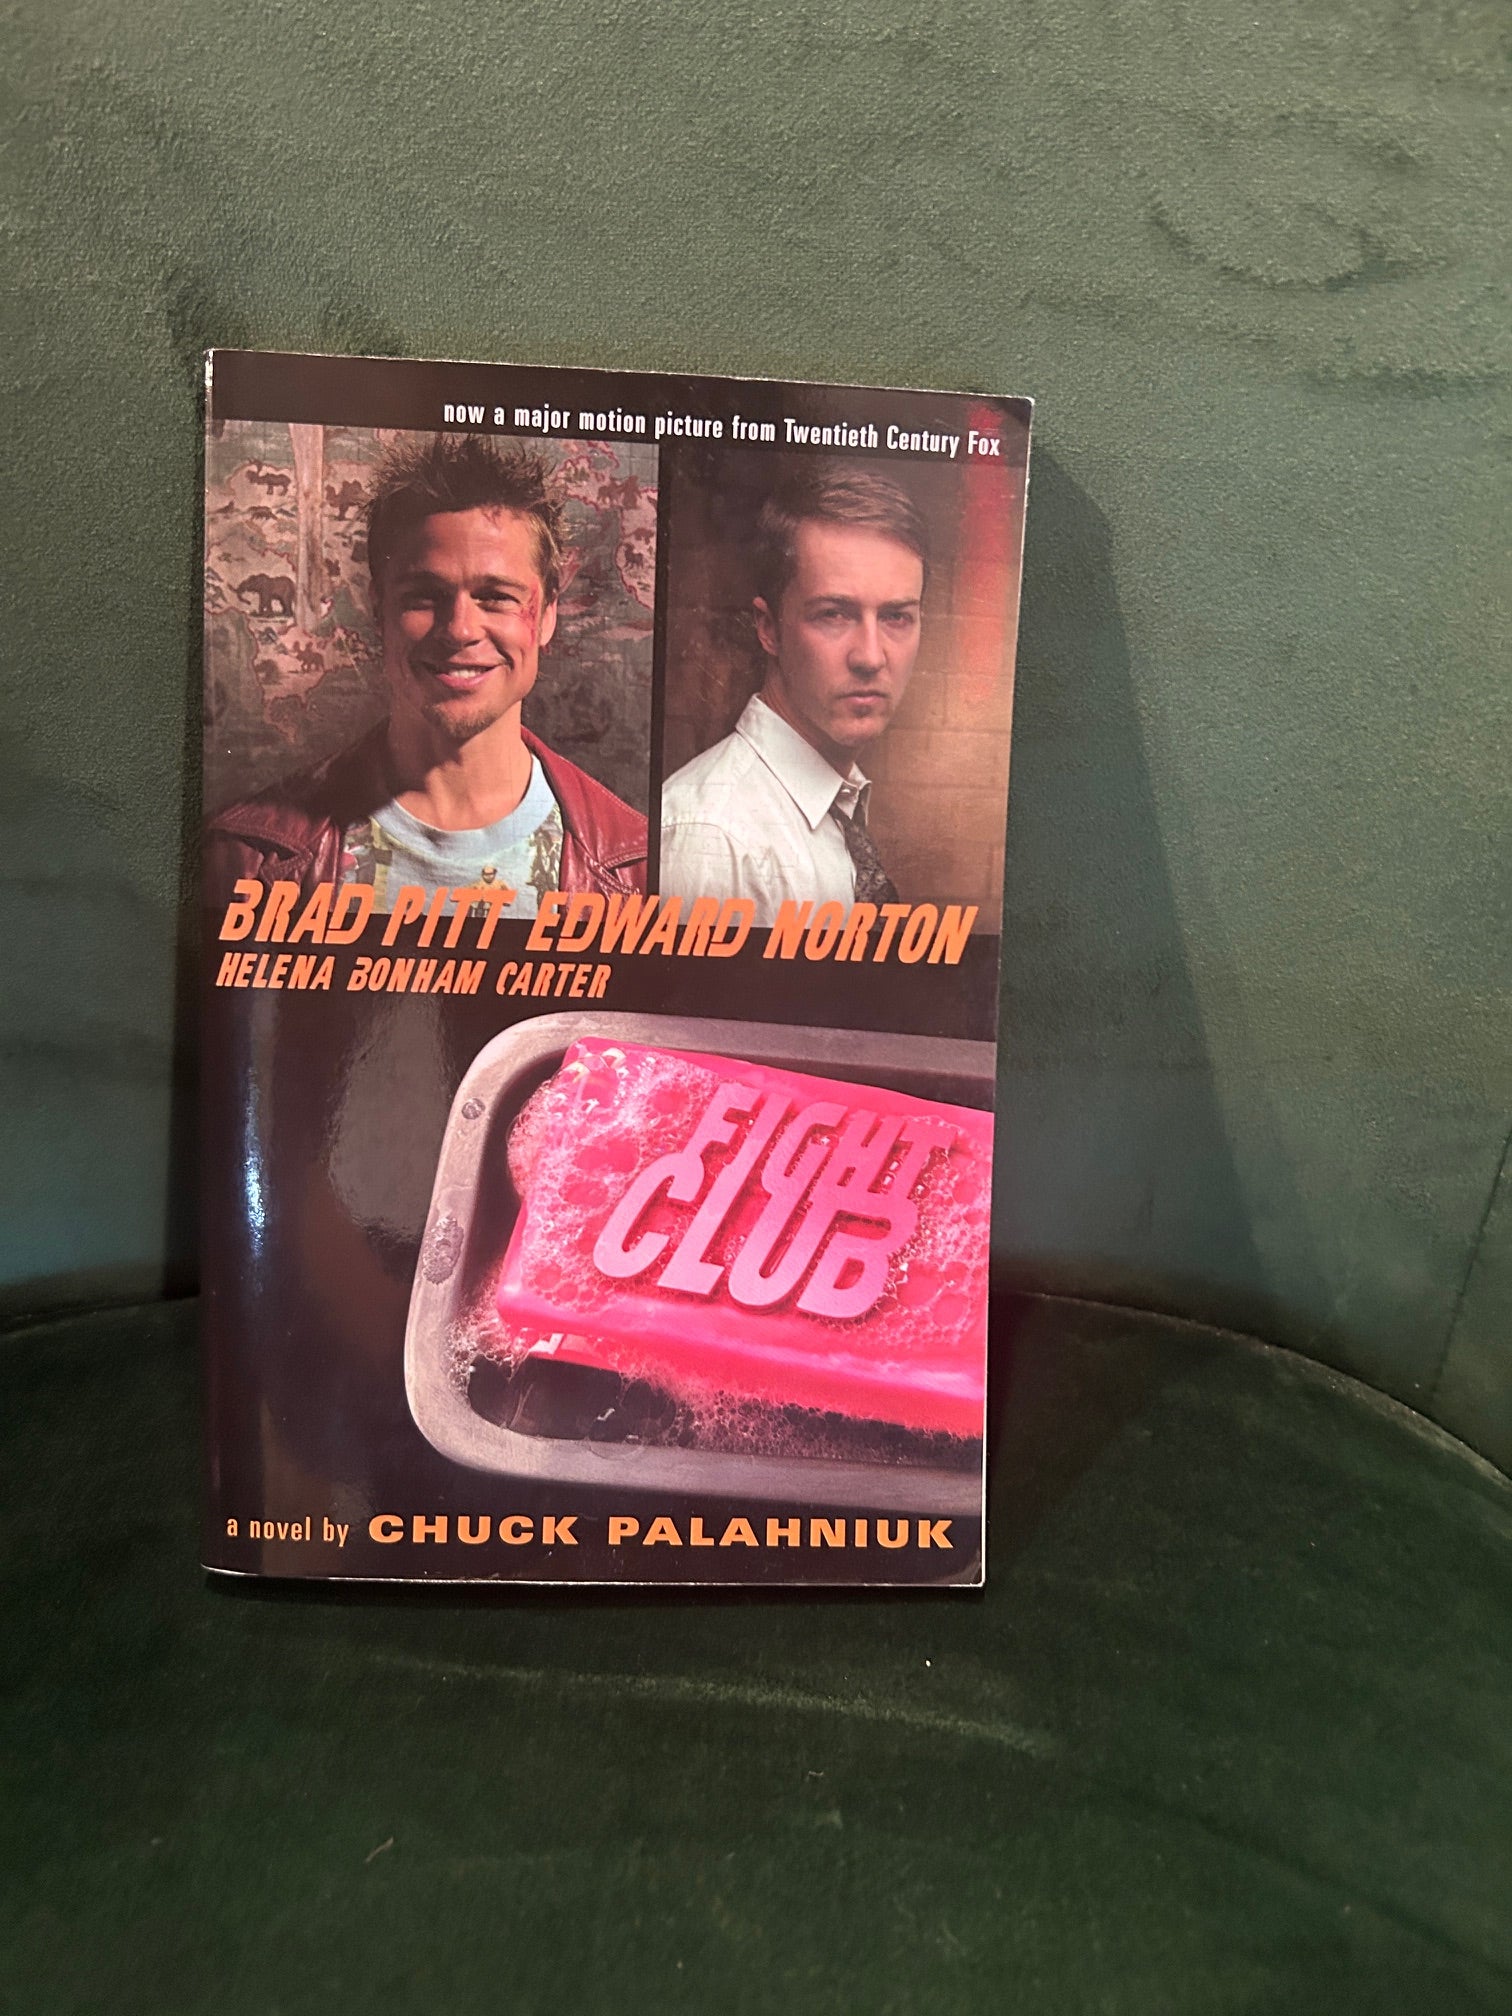 now a major motion picture from Twentieth Century Fox
BRAD PITT EDWARD NORTON
HELENA BONHAM CARTER
FIGHT
CLUB
a novel by CHUCK PALAHNIUK